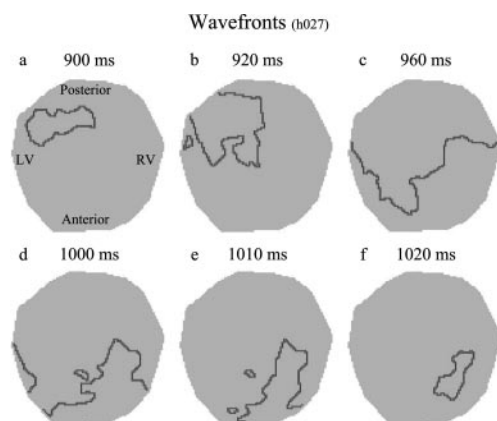 Wavefronts (h027)
a 900 ms
b 920 ms
c 960 ms
Posterior
LV RV
Anterior
d 1000 ms
e 1010 ms
f 1020 ms